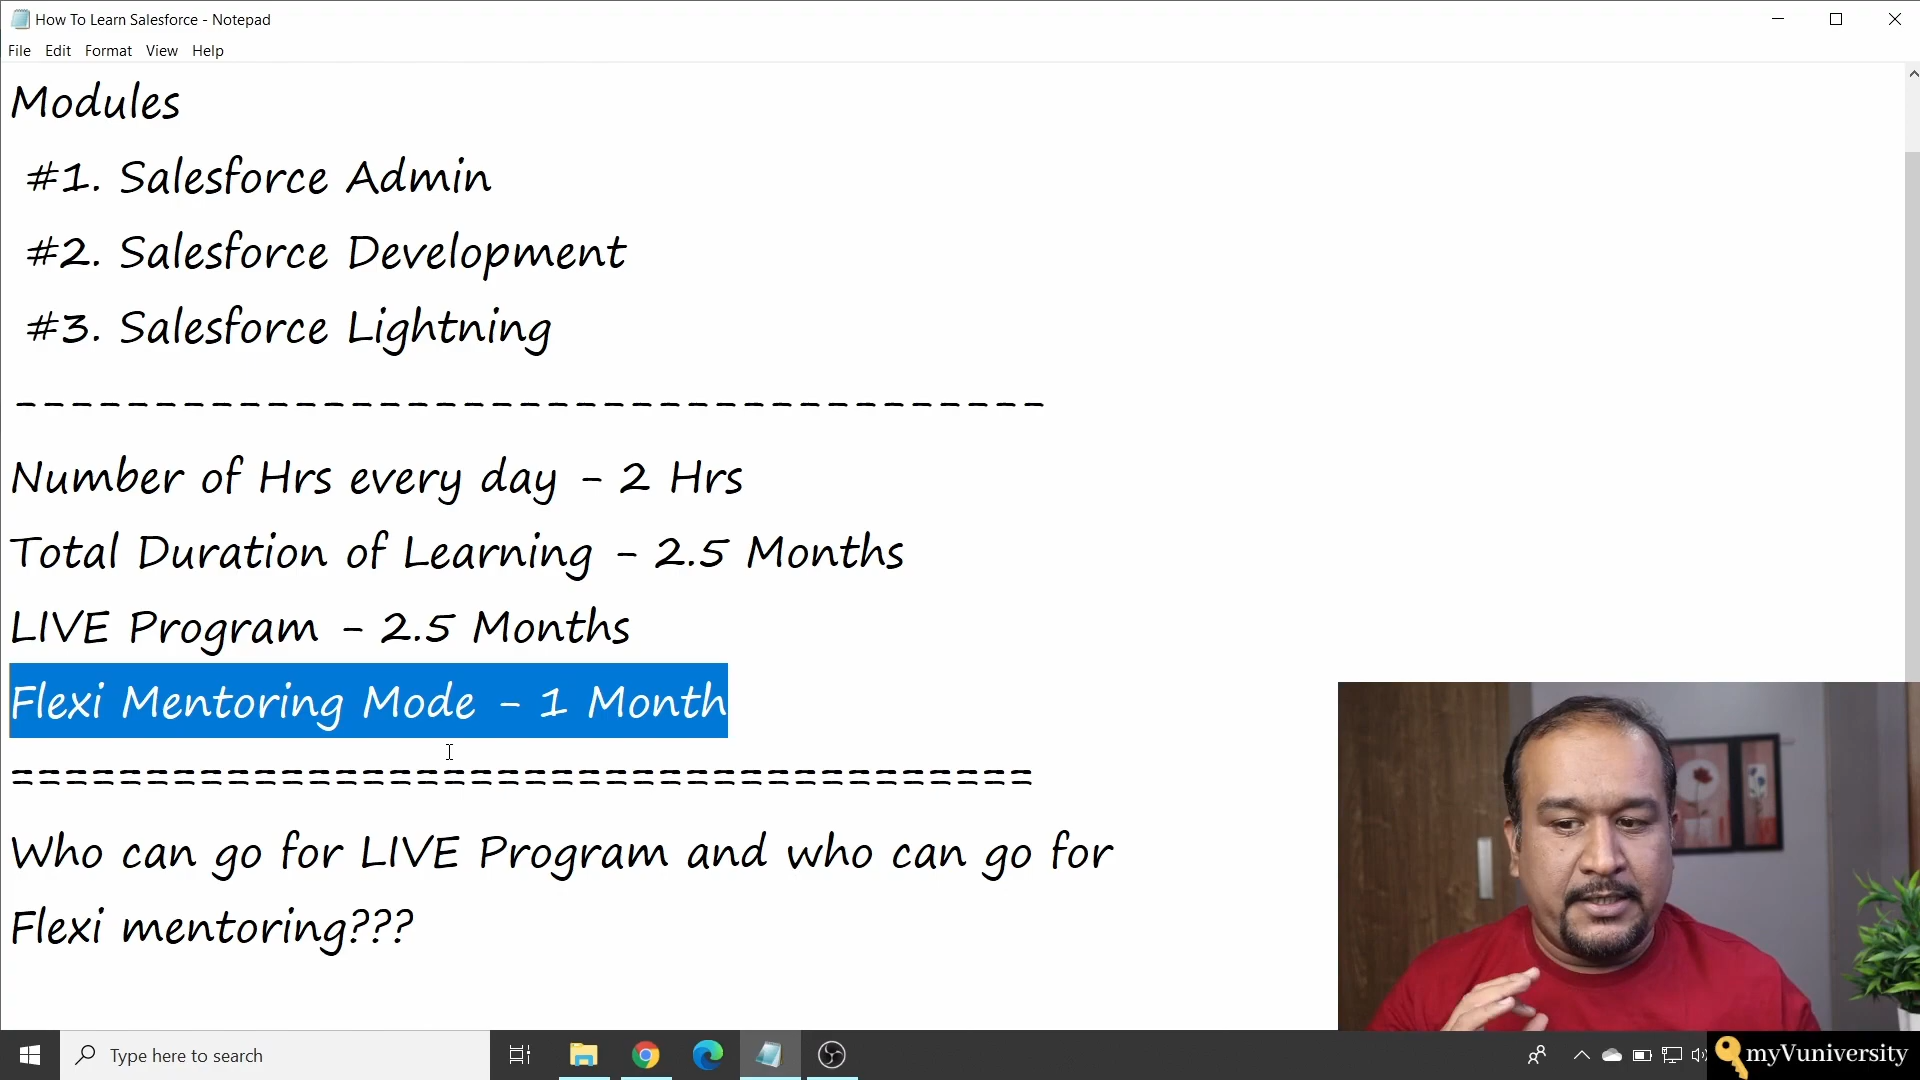 How To Learn Salesforce - Notepad
File Edit Format View Help
Modules
#1. Salesforce Admin
#2. Salesforce Development
#3. Salesforce Lightning
--------------------------------------
Number of Hrs every day - 2 Hrs
Total Duration of Learning - 2.5 Months
LIVE Program - 2.5 Months
Flexi Mentoring Mode - 1 Month
======================================
Who can go for LIVE Program and who can go for
Flexi mentoring???
Type here to search
myVuniversity